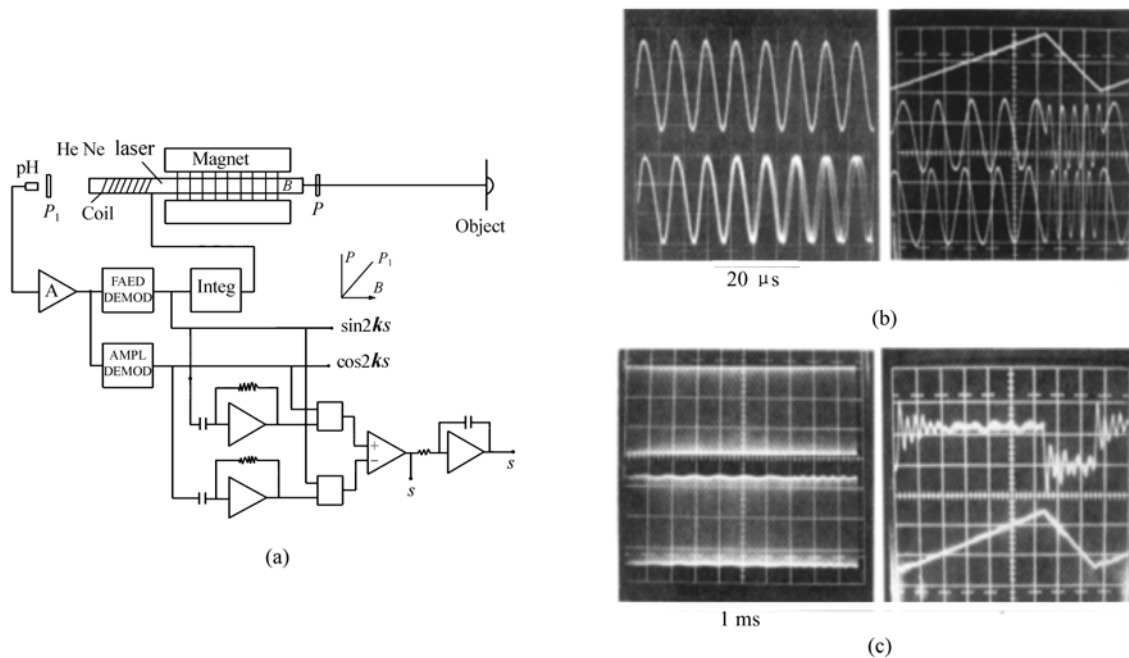 He Ne laser
pH
Magnet
B
P₁
Coil
P
Object
A
FAED DEMOD
Integ
P
P₁
B
sin2ks
AMPL DEMOD
cos2ks
+
−
s
s
(a)
20 μs
(b)
1 ms
(c)